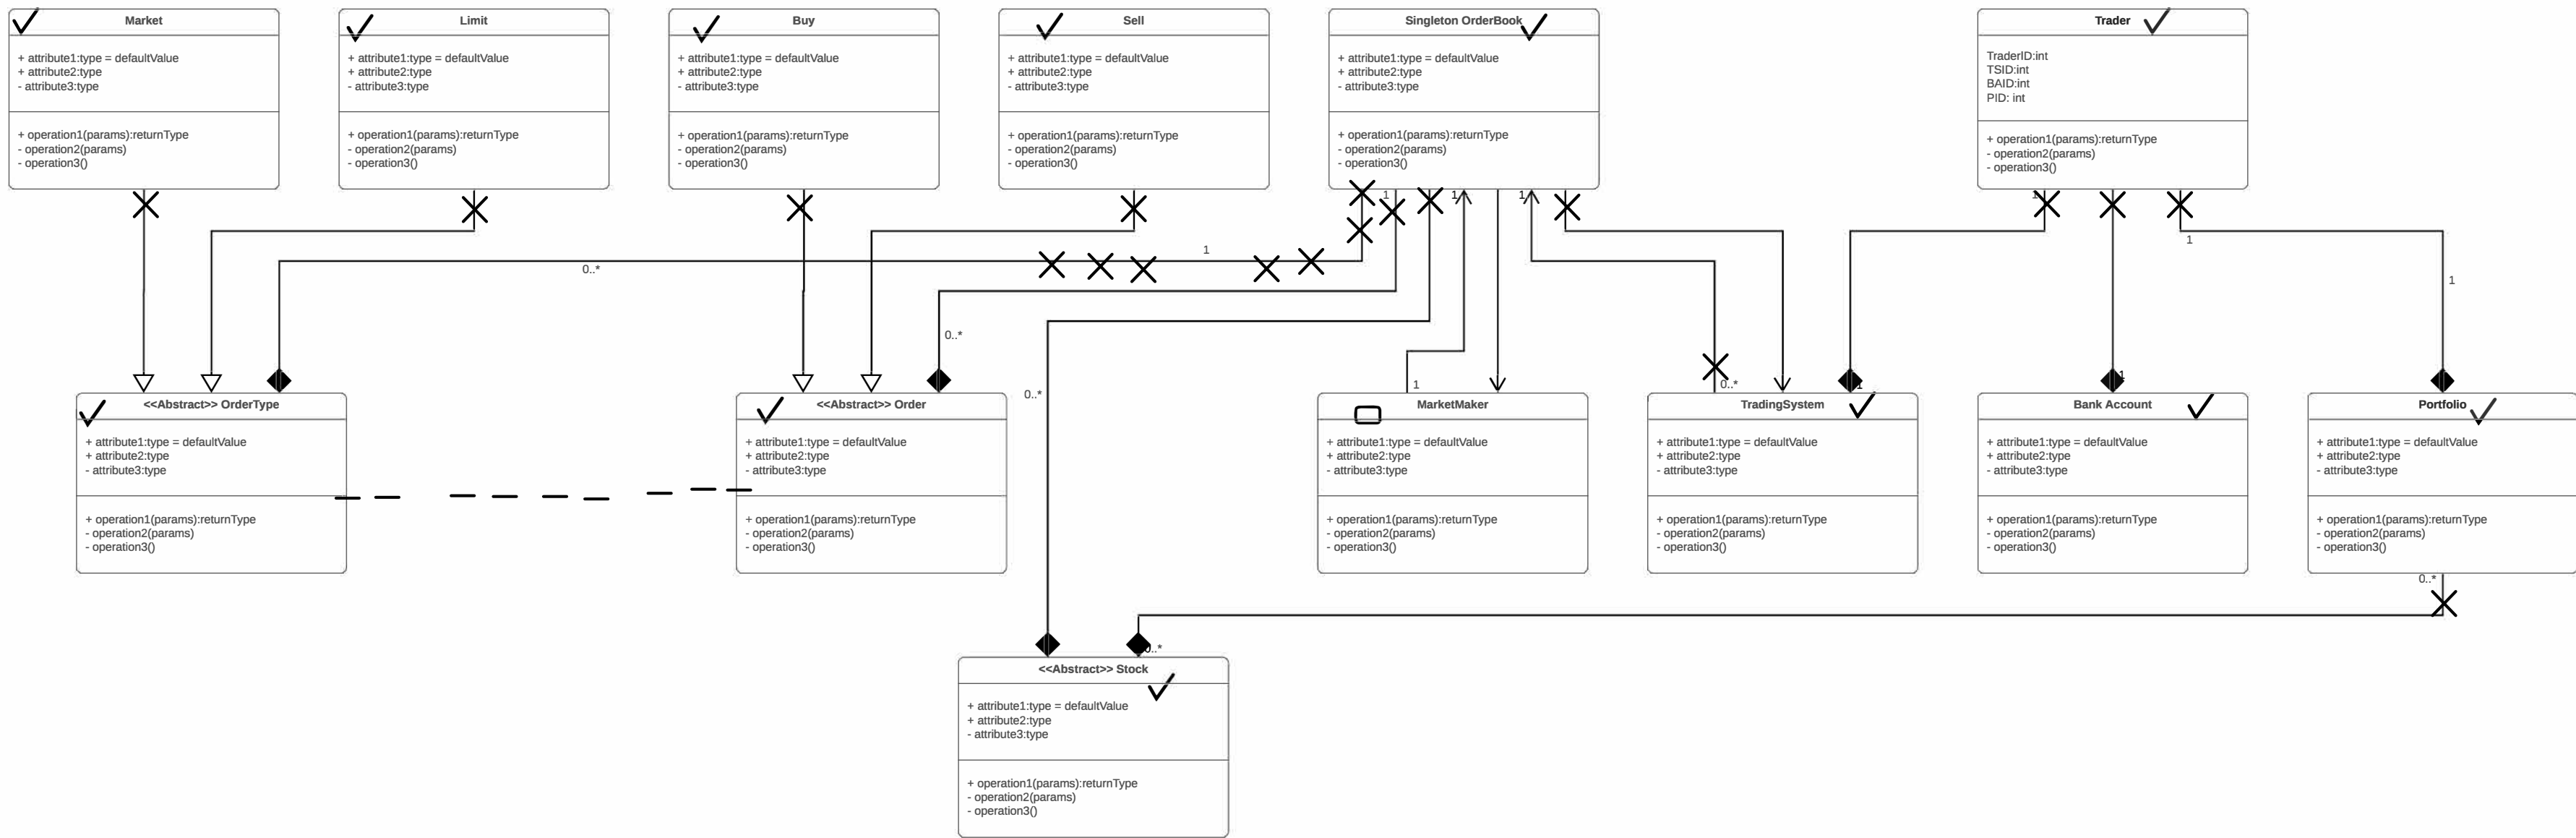 Market
+ attribute1:type = defaultValue
+ attribute2:type
- attribute3:type
+ operation1(params):returnType
- operation2(params)
- operation3()
Limit
+ attribute1:type = defaultValue
+ attribute2:type
- attribute3:type
+ operation1(params):returnType
- operation2(params)
- operation3()
Buy
+ attribute1:type = defaultValue
+ attribute2:type
- attribute3:type
+ operation1(params):returnType
- operation2(params)
- operation3()
Sell
+ attribute1:type = defaultValue
+ attribute2:type
- attribute3:type
+ operation1(params):returnType
- operation2(params)
- operation3()
Singleton OrderBook
+ attribute1:type = defaultValue
+ attribute2:type
- attribute3:type
+ operation1(params):returnType
- operation2(params)
- operation3()
Trader
TraderID:int
TSID:int
BAID:int
PID: int
+ operation1(params):returnType
- operation2(params)
- operation3()
1
1
1
1
1
0..*
1
1
0..*
0..*
1
0..*
1
1
<<Abstract>> OrderType
+ attribute1:type = defaultValue
+ attribute2:type
- attribute3:type
+ operation1(params):returnType
- operation2(params)
- operation3()
<<Abstract>> Order
+ attribute1:type = defaultValue
+ attribute2:type
- attribute3:type
+ operation1(params):returnType
- operation2(params)
- operation3()
MarketMaker
+ attribute1:type = defaultValue
+ attribute2:type
- attribute3:type
+ operation1(params):returnType
- operation2(params)
- operation3()
TradingSystem
+ attribute1:type = defaultValue
+ attribute2:type
- attribute3:type
+ operation1(params):returnType
- operation2(params)
- operation3()
Bank Account
+ attribute1:type = defaultValue
+ attribute2:type
- attribute3:type
+ operation1(params):returnType
- operation2(params)
- operation3()
Portfolio
+ attribute1:type = defaultValue
+ attribute2:type
- attribute3:type
+ operation1(params):returnType
- operation2(params)
- operation3()
0..*
0..*
<<Abstract>> Stock
+ attribute1:type = defaultValue
+ attribute2:type
- attribute3:type
+ operation1(params):returnType
- operation2(params)
- operation3()